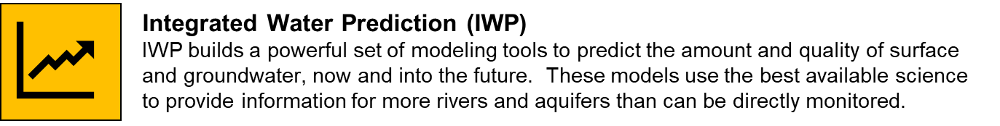 Integrated Water Prediction (IWP)
IWP builds a powerful set of modeling tools to predict the amount and quality of surface
and groundwater, now and into the future.  These models use the best available science
to provide information for more rivers and aquifers than can be directly monitored.